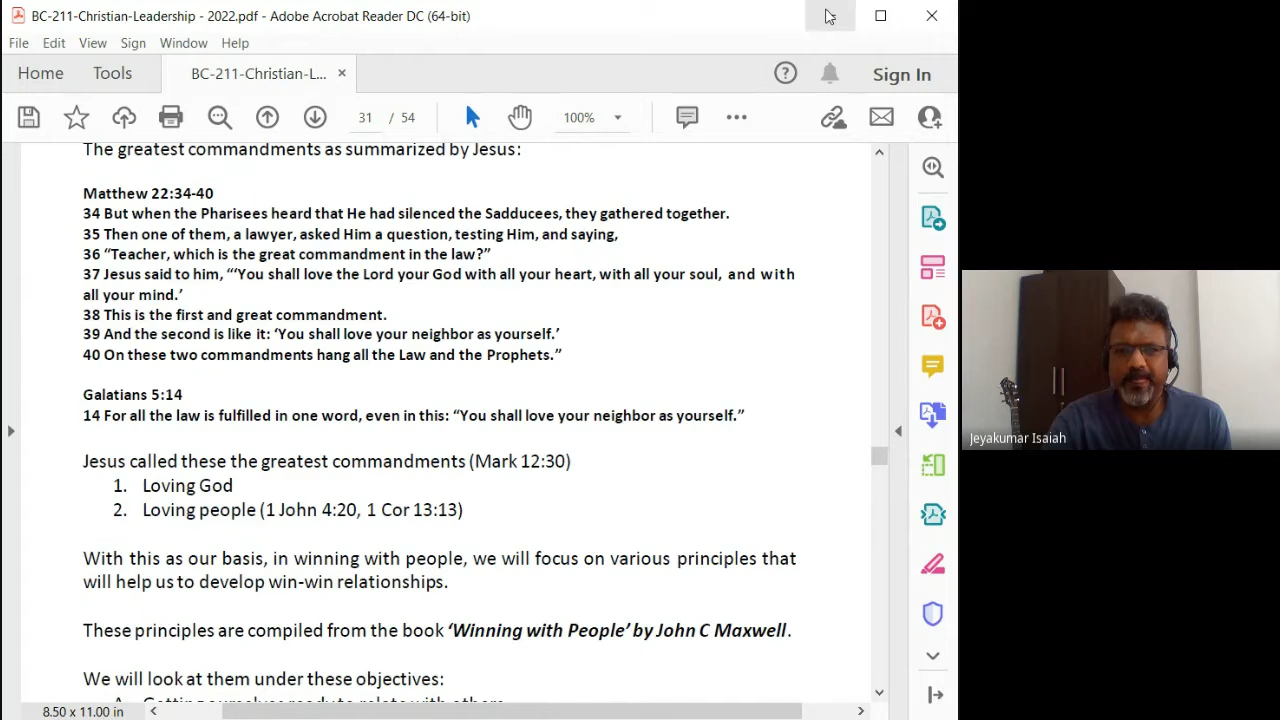 BC-211-Christian-Leadership - 2022.pdf - Adobe Acrobat Reader DC (64-bit)
File Edit View Sign Window Help
Home Tools BC-211-Christian-L... Sign In
31 / 54 100%
The greatest commandments as summarized by Jesus:
Matthew 22:34-40
34 But when the Pharisees heard that He had silenced the Sadducees, they gathered together.
35 Then one of them, a lawyer, asked Him a question, testing Him, and saying,
36 “Teacher, which is the great commandment in the law?”
37 Jesus said to him, “‘You shall love the Lord your God with all your heart, with all your soul, and with
all your mind.’
38 This is the first and great commandment.
39 And the second is like it: ‘You shall love your neighbor as yourself.’
40 On these two commandments hang all the Law and the Prophets.”
Galatians 5:14
14 For all the law is fulfilled in one word, even in this: “You shall love your neighbor as yourself.”
Jesus called these the greatest commandments (Mark 12:30)
1. Loving God
2. Loving people (1 John 4:20, 1 Cor 13:13)
With this as our basis, in winning with people, we will focus on various principles that
will help us to develop win-win relationships.
These principles are compiled from the book ‘Winning with People’ by John C Maxwell.
We will look at them under these objectives:
A. Getting ourselves ready to relate with others
8.50 x 11.00 in
Jeyakumar Isaiah